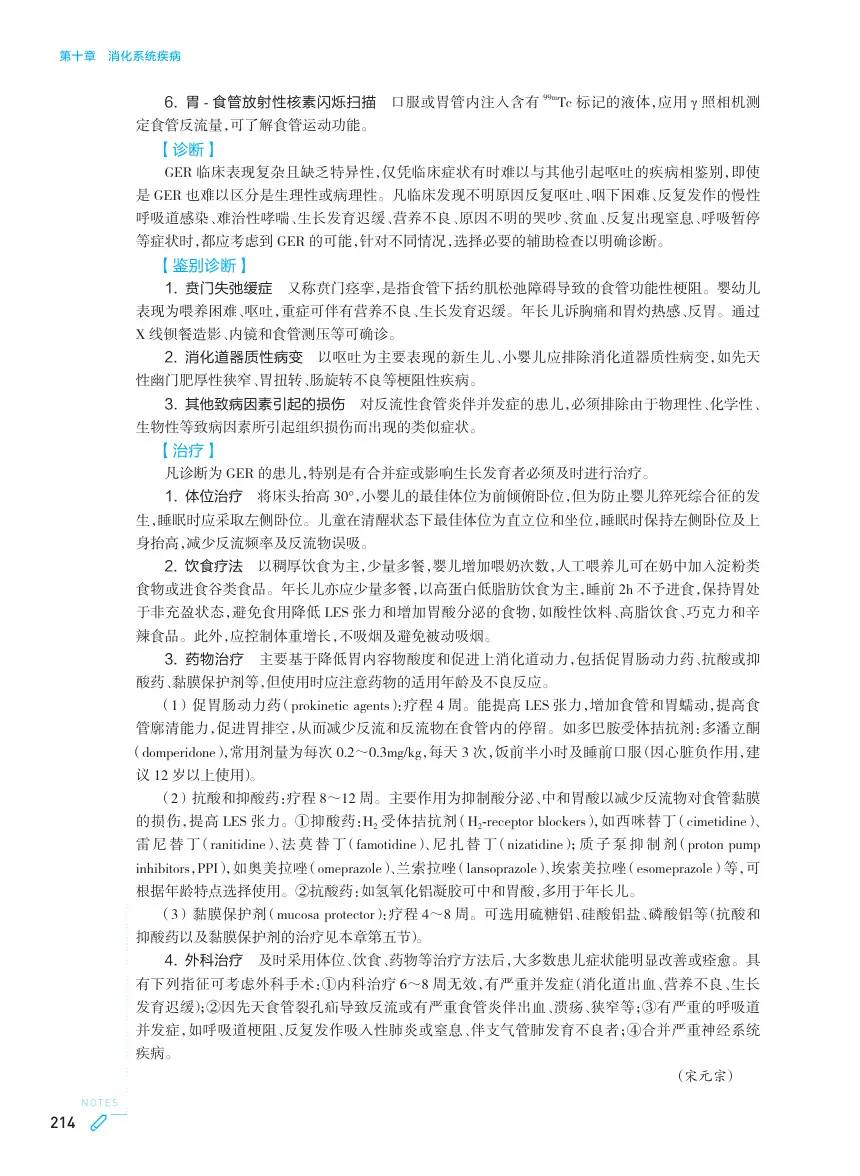 第十章 消化系统疾病
6. 胃 - 食管放射性核素闪烁扫描 口服或胃管内注入含有 ⁹⁹ᵐTc 标记的液体,应用 γ 照相机测
定食管反流量,可了解食管运动功能。
【诊断】
GER 临床表现复杂且缺乏特异性,仅凭临床症状有时难以与其他引起呕吐的疾病相鉴别,即使
是 GER 也难以区分是生理性或病理性。凡临床发现不明原因反复呕吐、咽下困难、反复发作的慢性
呼吸道感染、难治性哮喘、生长发育迟缓、营养不良、原因不明的哭吵、贫血、反复出现窒息、呼吸暂停
等症状时,都应考虑到 GER 的可能,针对不同情况,选择必要的辅助检查以明确诊断。
【鉴别诊断】
1. 贲门失弛缓症 又称贲门痉挛,是指食管下括约肌松弛障碍导致的食管功能性梗阻。婴幼儿
表现为喂养困难、呕吐,重症可伴有营养不良、生长发育迟缓。年长儿诉胸痛和胃灼热感、反胃。通过
X 线钡餐造影、内镜和食管测压等可确诊。
2. 消化道器质性病变 以呕吐为主要表现的新生儿、小婴儿应排除消化道器质性病变,如先天
性幽门肥厚性狭窄、胃扭转、肠旋转不良等梗阻性疾病。
3. 其他致病因素引起的损伤 对反流性食管炎伴并发症的患儿,必须排除由于物理性、化学性、
生物性等致病因素所引起组织损伤而出现的类似症状。
【治疗】
凡诊断为 GER 的患儿,特别是有合并症或影响生长发育者必须及时进行治疗。
1. 体位治疗 将床头抬高 30°,小婴儿的最佳体位为前倾俯卧位,但为防止婴儿猝死综合征的发
生,睡眠时应采取左侧卧位。儿童在清醒状态下最佳体位为直立位和坐位,睡眠时保持左侧卧位及上
身抬高,减少反流频率及反流物误吸。
2. 饮食疗法 以稠厚饮食为主,少量多餐,婴儿增加喂奶次数,人工喂养儿可在奶中加入淀粉类
食物或进食谷类食品。年长儿亦应少量多餐,以高蛋白低脂肪饮食为主,睡前 2h 不予进食,保持胃处
于非充盈状态,避免食用降低 LES 张力和增加胃酸分泌的食物,如酸性饮料、高脂饮食、巧克力和辛
辣食品。此外,应控制体重增长,不吸烟及避免被动吸烟。
3. 药物治疗 主要基于降低胃内容物酸度和促进上消化道动力,包括促胃肠动力药、抗酸或抑
酸药、黏膜保护剂等,但使用时应注意药物的适用年龄及不良反应。
(1)促胃肠动力药(prokinetic agents):疗程 4 周。能提高 LES 张力,增加食管和胃蠕动,提高食
管廓清能力,促进胃排空,从而减少反流和反流物在食管内的停留。如多巴胺受体拮抗剂:多潘立酮
(domperidone),常用剂量为每次 0.2～0.3mg/kg,每天 3 次,饭前半小时及睡前口服(因心脏负作用,建
议 12 岁以上使用)。
(2)抗酸和抑酸药:疗程 8～12 周。主要作用为抑制酸分泌、中和胃酸以减少反流物对食管黏膜
的损伤,提高 LES 张力。①抑酸药:H₂ 受体拮抗剂(H₂-receptor blockers),如西咪替丁(cimetidine)、
雷尼替丁(ranitidine)、法莫替丁(famotidine)、尼扎替丁(nizatidine);质子泵抑制剂(proton pump
inhibitors,PPI),如奥美拉唑(omeprazole)、兰索拉唑(lansoprazole)、埃索美拉唑(esomeprazole)等,可
根据年龄特点选择使用。②抗酸药:如氢氧化铝凝胶可中和胃酸,多用于年长儿。
(3)黏膜保护剂(mucosa protector):疗程 4～8 周。可选用硫糖铝、硅酸铝盐、磷酸铝等(抗酸和
抑酸药以及黏膜保护剂的治疗见本章第五节)。
4. 外科治疗 及时采用体位、饮食、药物等治疗方法后,大多数患儿症状能明显改善或痊愈。具
有下列指征可考虑外科手术:①内科治疗 6～8 周无效,有严重并发症(消化道出血、营养不良、生长
发育迟缓);②因先天食管裂孔疝导致反流或有严重食管炎伴出血、溃疡、狭窄等;③有严重的呼吸道
并发症,如呼吸道梗阻、反复发作吸入性肺炎或窒息、伴支气管肺发育不良者;④合并严重神经系统
疾病。
(宋元宗)
NOTES
214